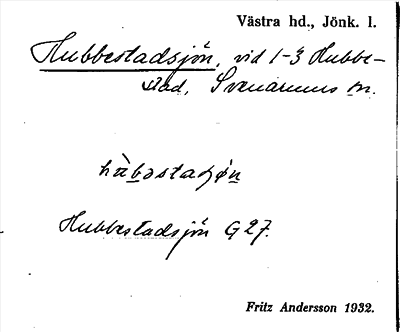 Västra hd., Jönk. l.
Hubbestadsjön, vid 1-3 Hubbe-
stad, Svenarums sn.
Hubbestadsjön G 27.
Fritz Andersson 1932.